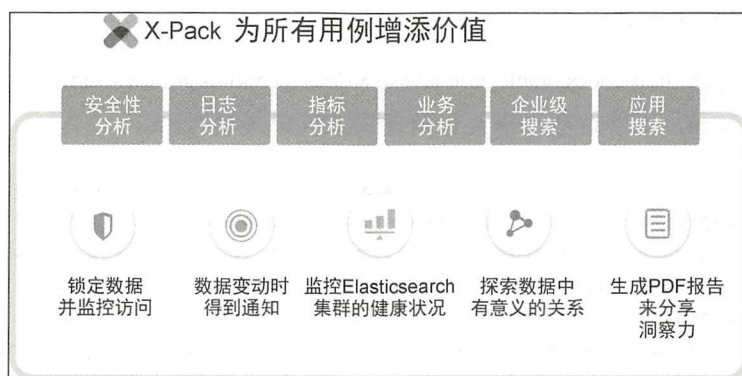 X-Pack 为所有用例增添价值
安全性
分析
日志
分析
指标
分析
业务
分析
企业级
搜索
应用
搜索
锁定数据
并监控访问
数据变动时
得到通知
监控Elasticsearch
集群的健康状况
探索数据中
有意义的关系
生成PDF报告
来分享
洞察力